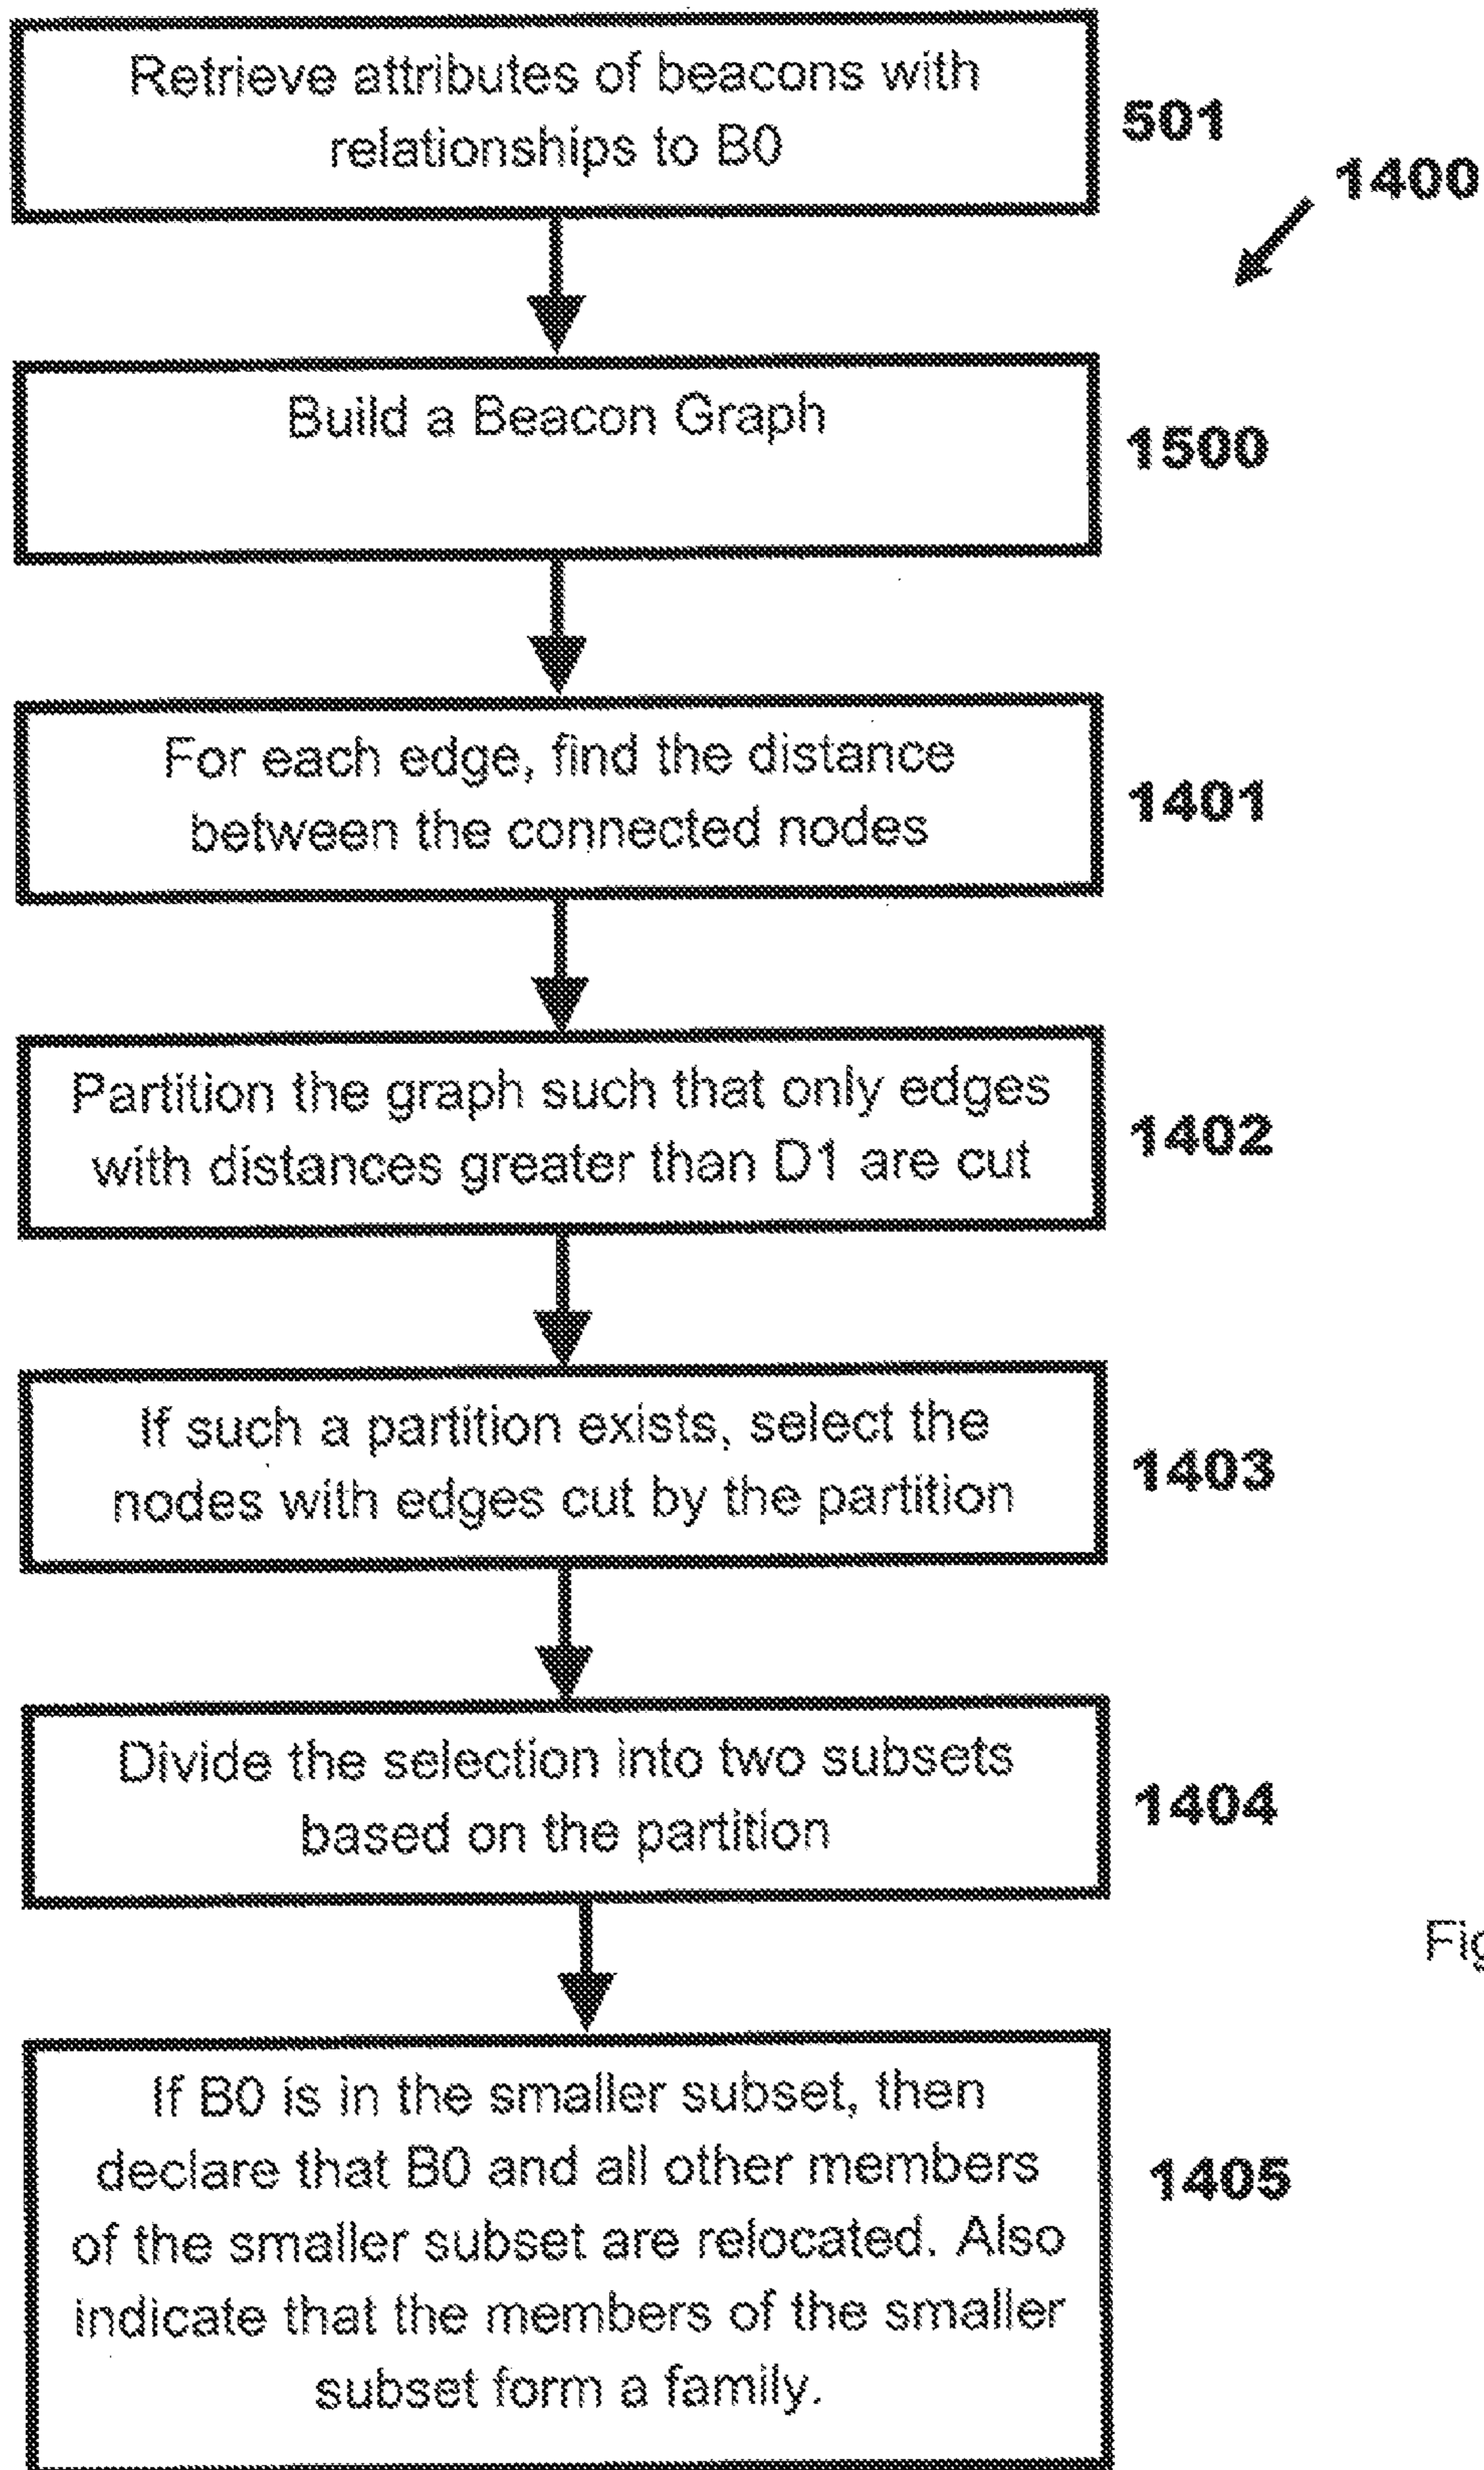 Retrieve attributes of beacons with
relationships to B0
501
1400
Build a Beacon Graph
1500
For each edge, find the distance
between the connected nodes
1401
Partition the graph such that only edges
with distances greater than D1 are cut
1402
If such a partition exists, select the
nodes with edges cut by the partition
1403
Divide the selection into two subsets
based on the partition
1404
Fig
If B0 is in the smaller subset, then
declare that B0 and all other members
of the smaller subset are relocated. Also
indicate that the members of the smaller
subset form a family.
1405